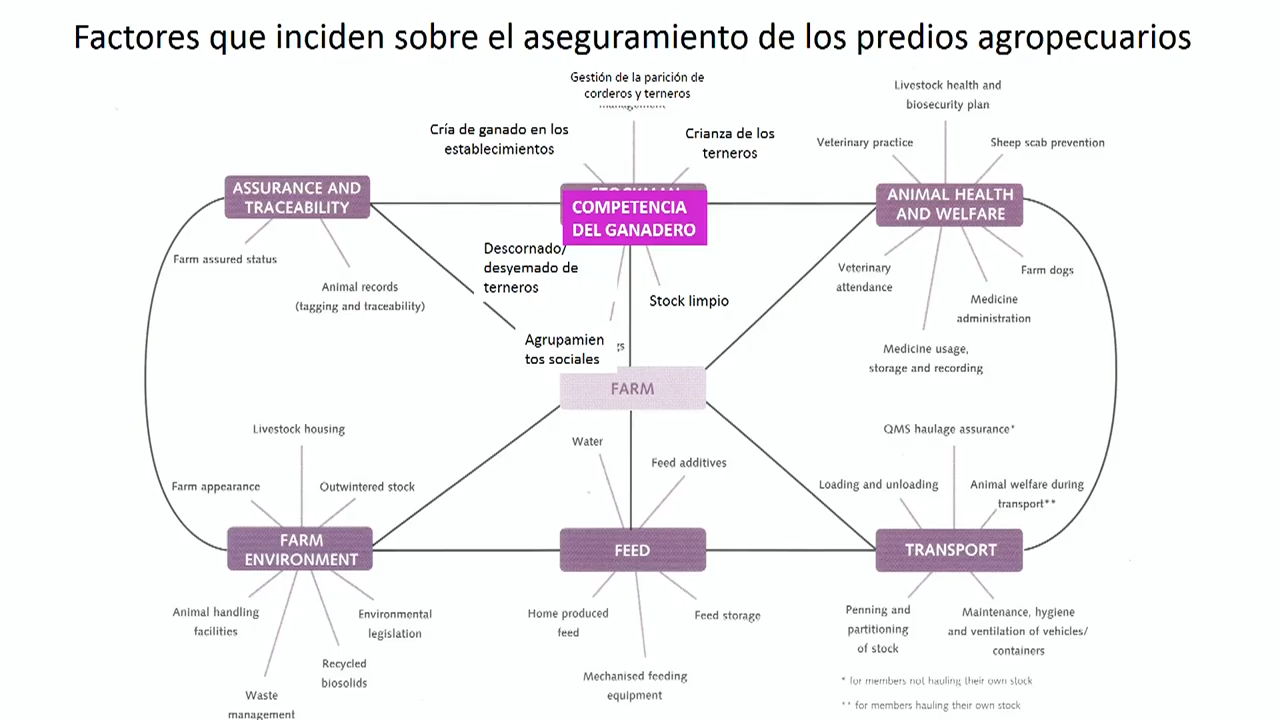 Factores que inciden sobre el aseguramiento de los predios agropecuarios
Gestión de la parición de
corderos y terneros
management
Cría de ganado en los
establecimientos
Crianza de los
terneros
Livestock health and
biosecurity plan
Veterinary practice
Sheep scab prevention
ASSURANCE AND
TRACEABILITY
STOCKMAN
COMPETENCIA
DEL GANADERO
ANIMAL HEALTH
AND WELFARE
Farm assured status
Animal records
(tagging and traceability)
Descornado/
desyemado de
terneros
Stock limpio
Agrupamien
tos sociales
Veterinary
attendance
Farm dogs
Medicine
administration
Medicine usage,
storage and recording
FARM
Livestock housing
Farm appearance
Outwintered stock
Water
Feed additives
QMS haulage assurance*
Loading and unloading
Animal welfare during
transport**
FARM
ENVIRONMENT
FEED
TRANSPORT
Animal handling
facilities
Environmental
legislation
Recycled
biosolids
Waste
management
Home produced
feed
Feed storage
Mechanised feeding
equipment
Penning and
partitioning
of stock
Maintenance, hygiene
and ventilation of vehicles/
containers
* for members not hauling their own stock
** for members hauling their own stock